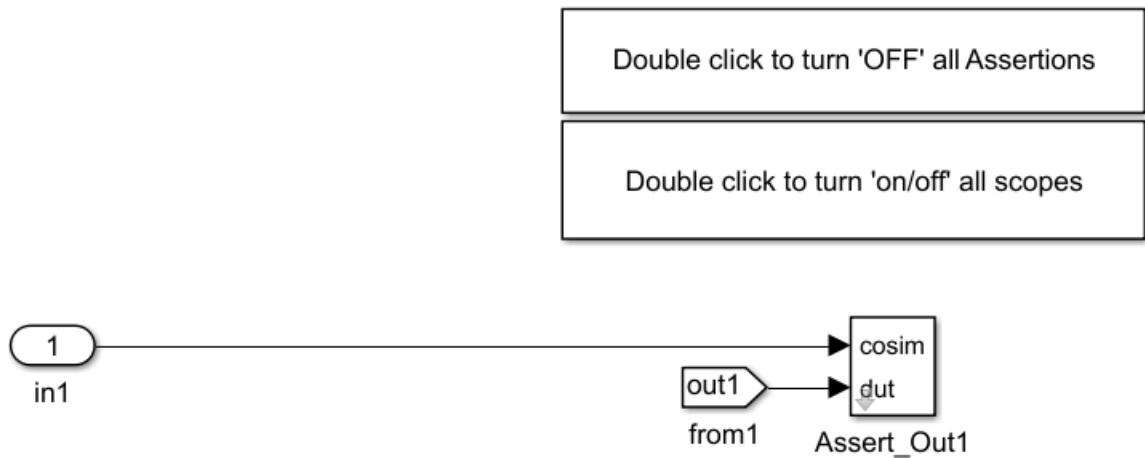 Double click to turn 'OFF' all Assertions
Double click to turn 'on/off' all scopes
1
cosim
in1
out1
dut
from1
Assert_Out1